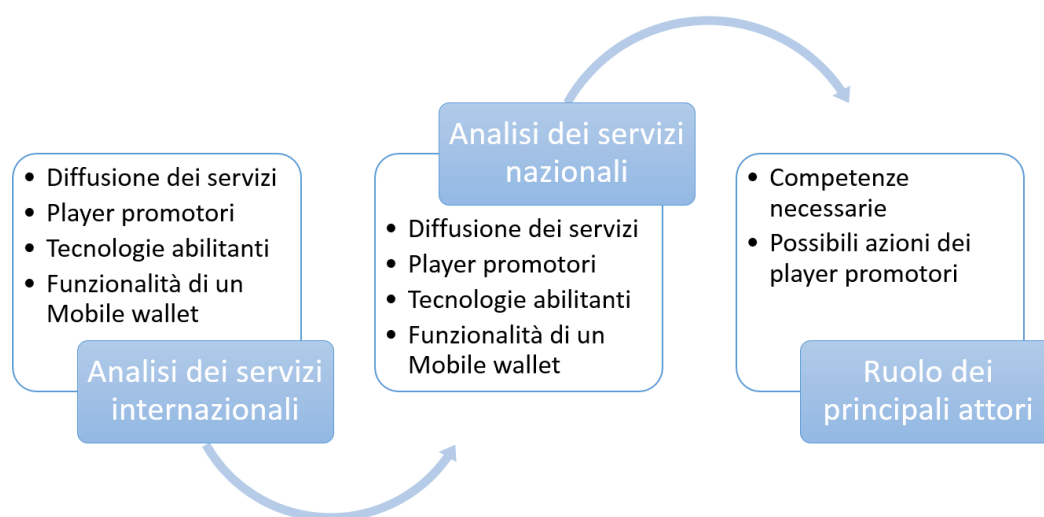 • Diffusione dei servizi
• Player promotori
• Tecnologie abilitanti
• Funzionalità di un
Mobile wallet
Analisi dei servizi
internazionali
Analisi dei servizi
nazionali
• Diffusione dei servizi
• Player promotori
• Tecnologie abilitanti
• Funzionalità di un
Mobile wallet
• Competenze
necessarie
• Possibili azioni dei
player promotori
Ruolo dei
principali attori